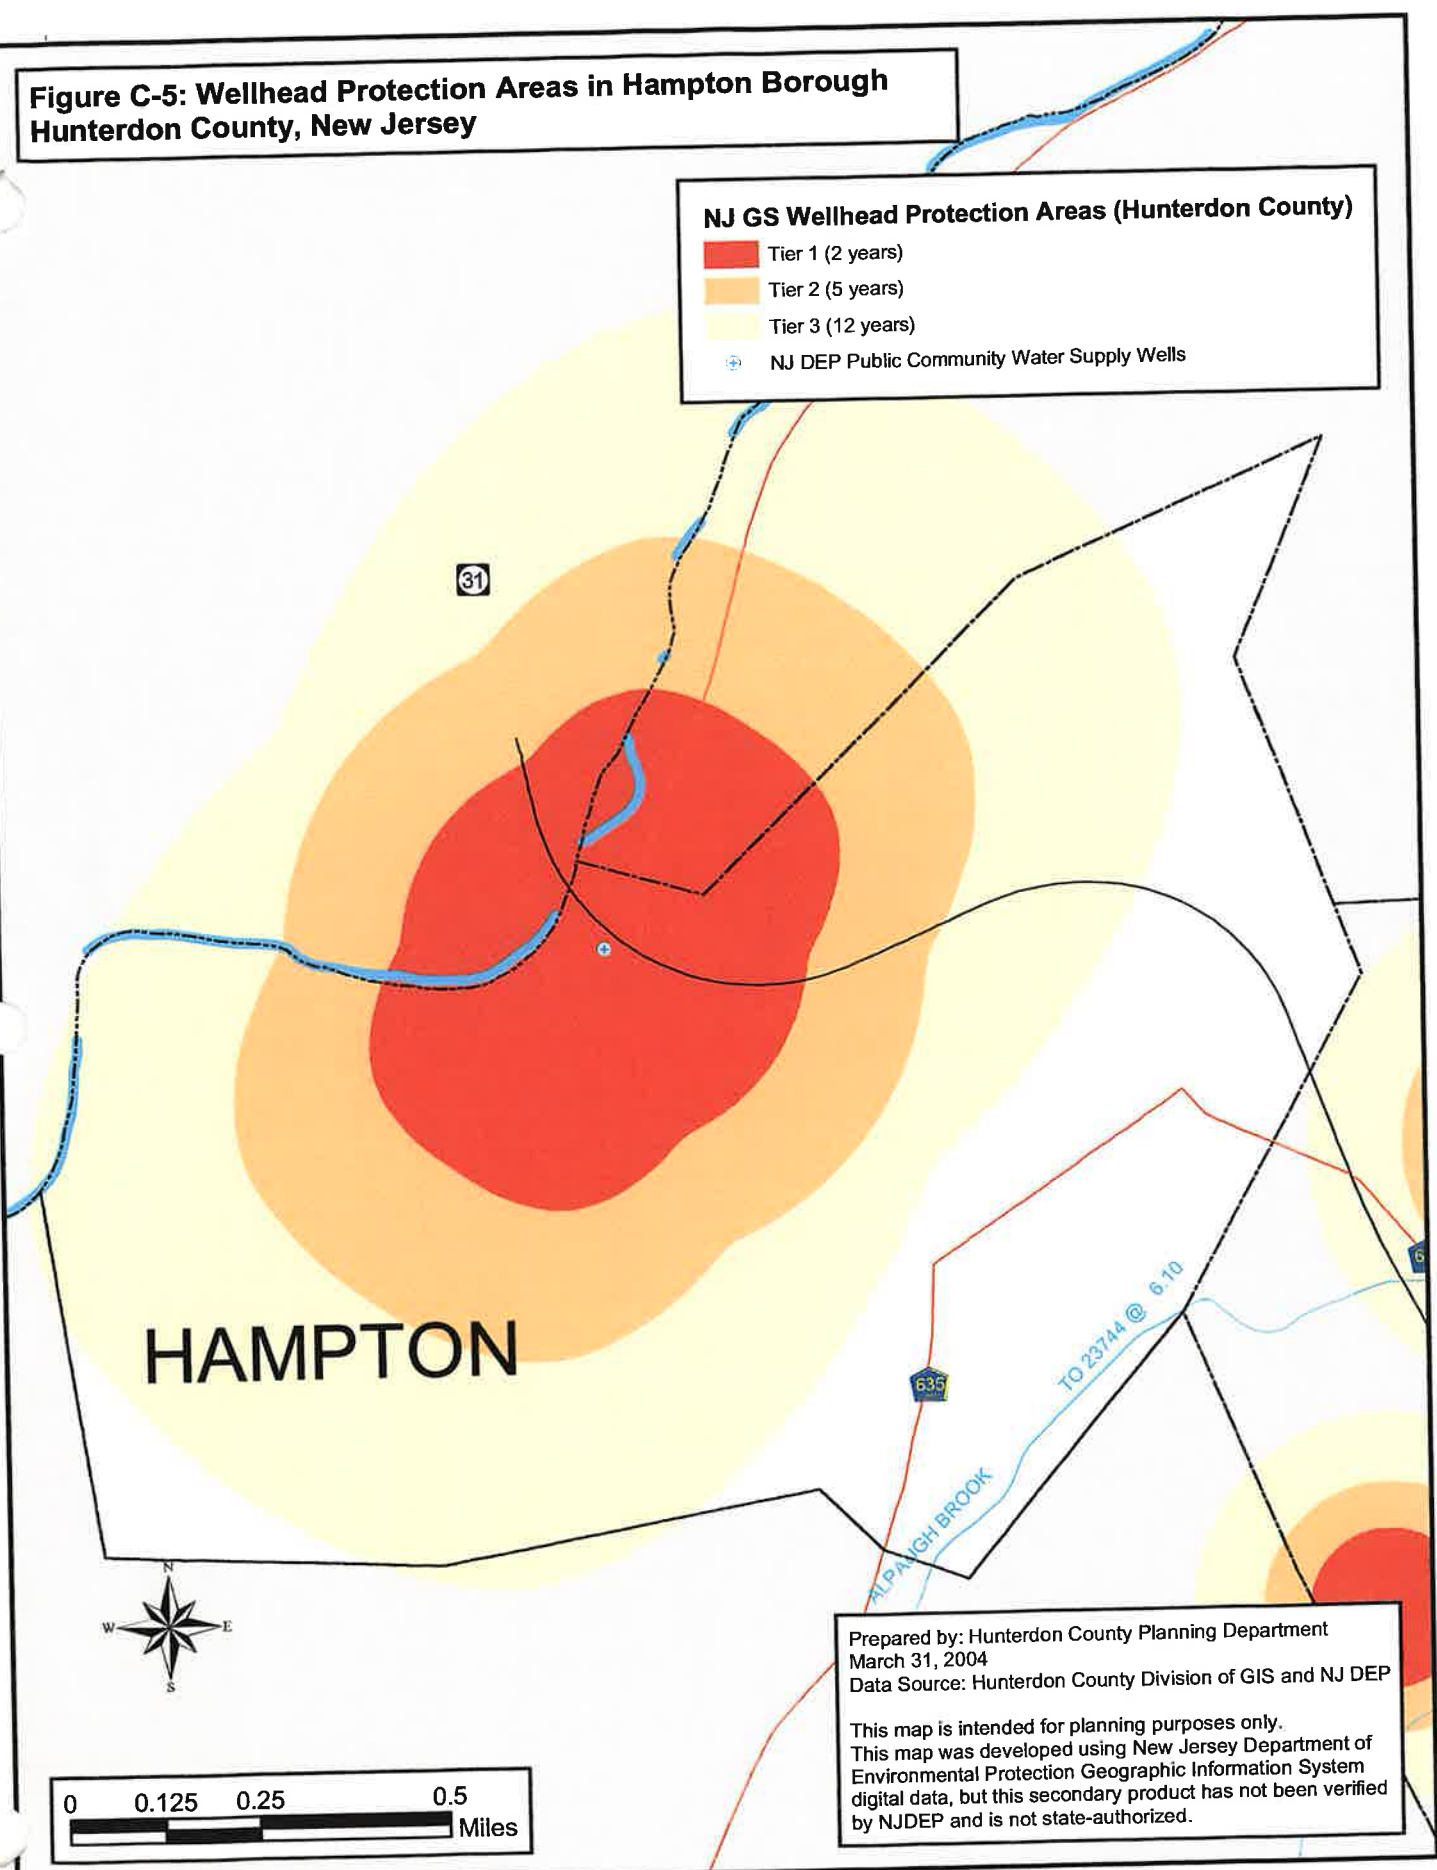 Figure C-5: Wellhead Protection Areas in Hampton Borough
Hunterdon County, New Jersey
NJ GS Wellhead Protection Areas (Hunterdon County)
Tier 1 (2 years)
Tier 2 (5 years)
Tier 3 (12 years)
NJ DEP Public Community Water Supply Wells
31
6
TO 23744 @ 6.10
HAMPTON
635
ALPAUGH BROOK
N
W E
S
Prepared by: Hunterdon County Planning Department
March 31, 2004
Data Source: Hunterdon County Division of GIS and NJ DEP
This map is intended for planning purposes only.
This map was developed using New Jersey Department of
Environmental Protection Geographic Information System
digital data, but this secondary product has not been verified
by NJDEP and is not state-authorized.
0 0.125 0.25 0.5
Miles